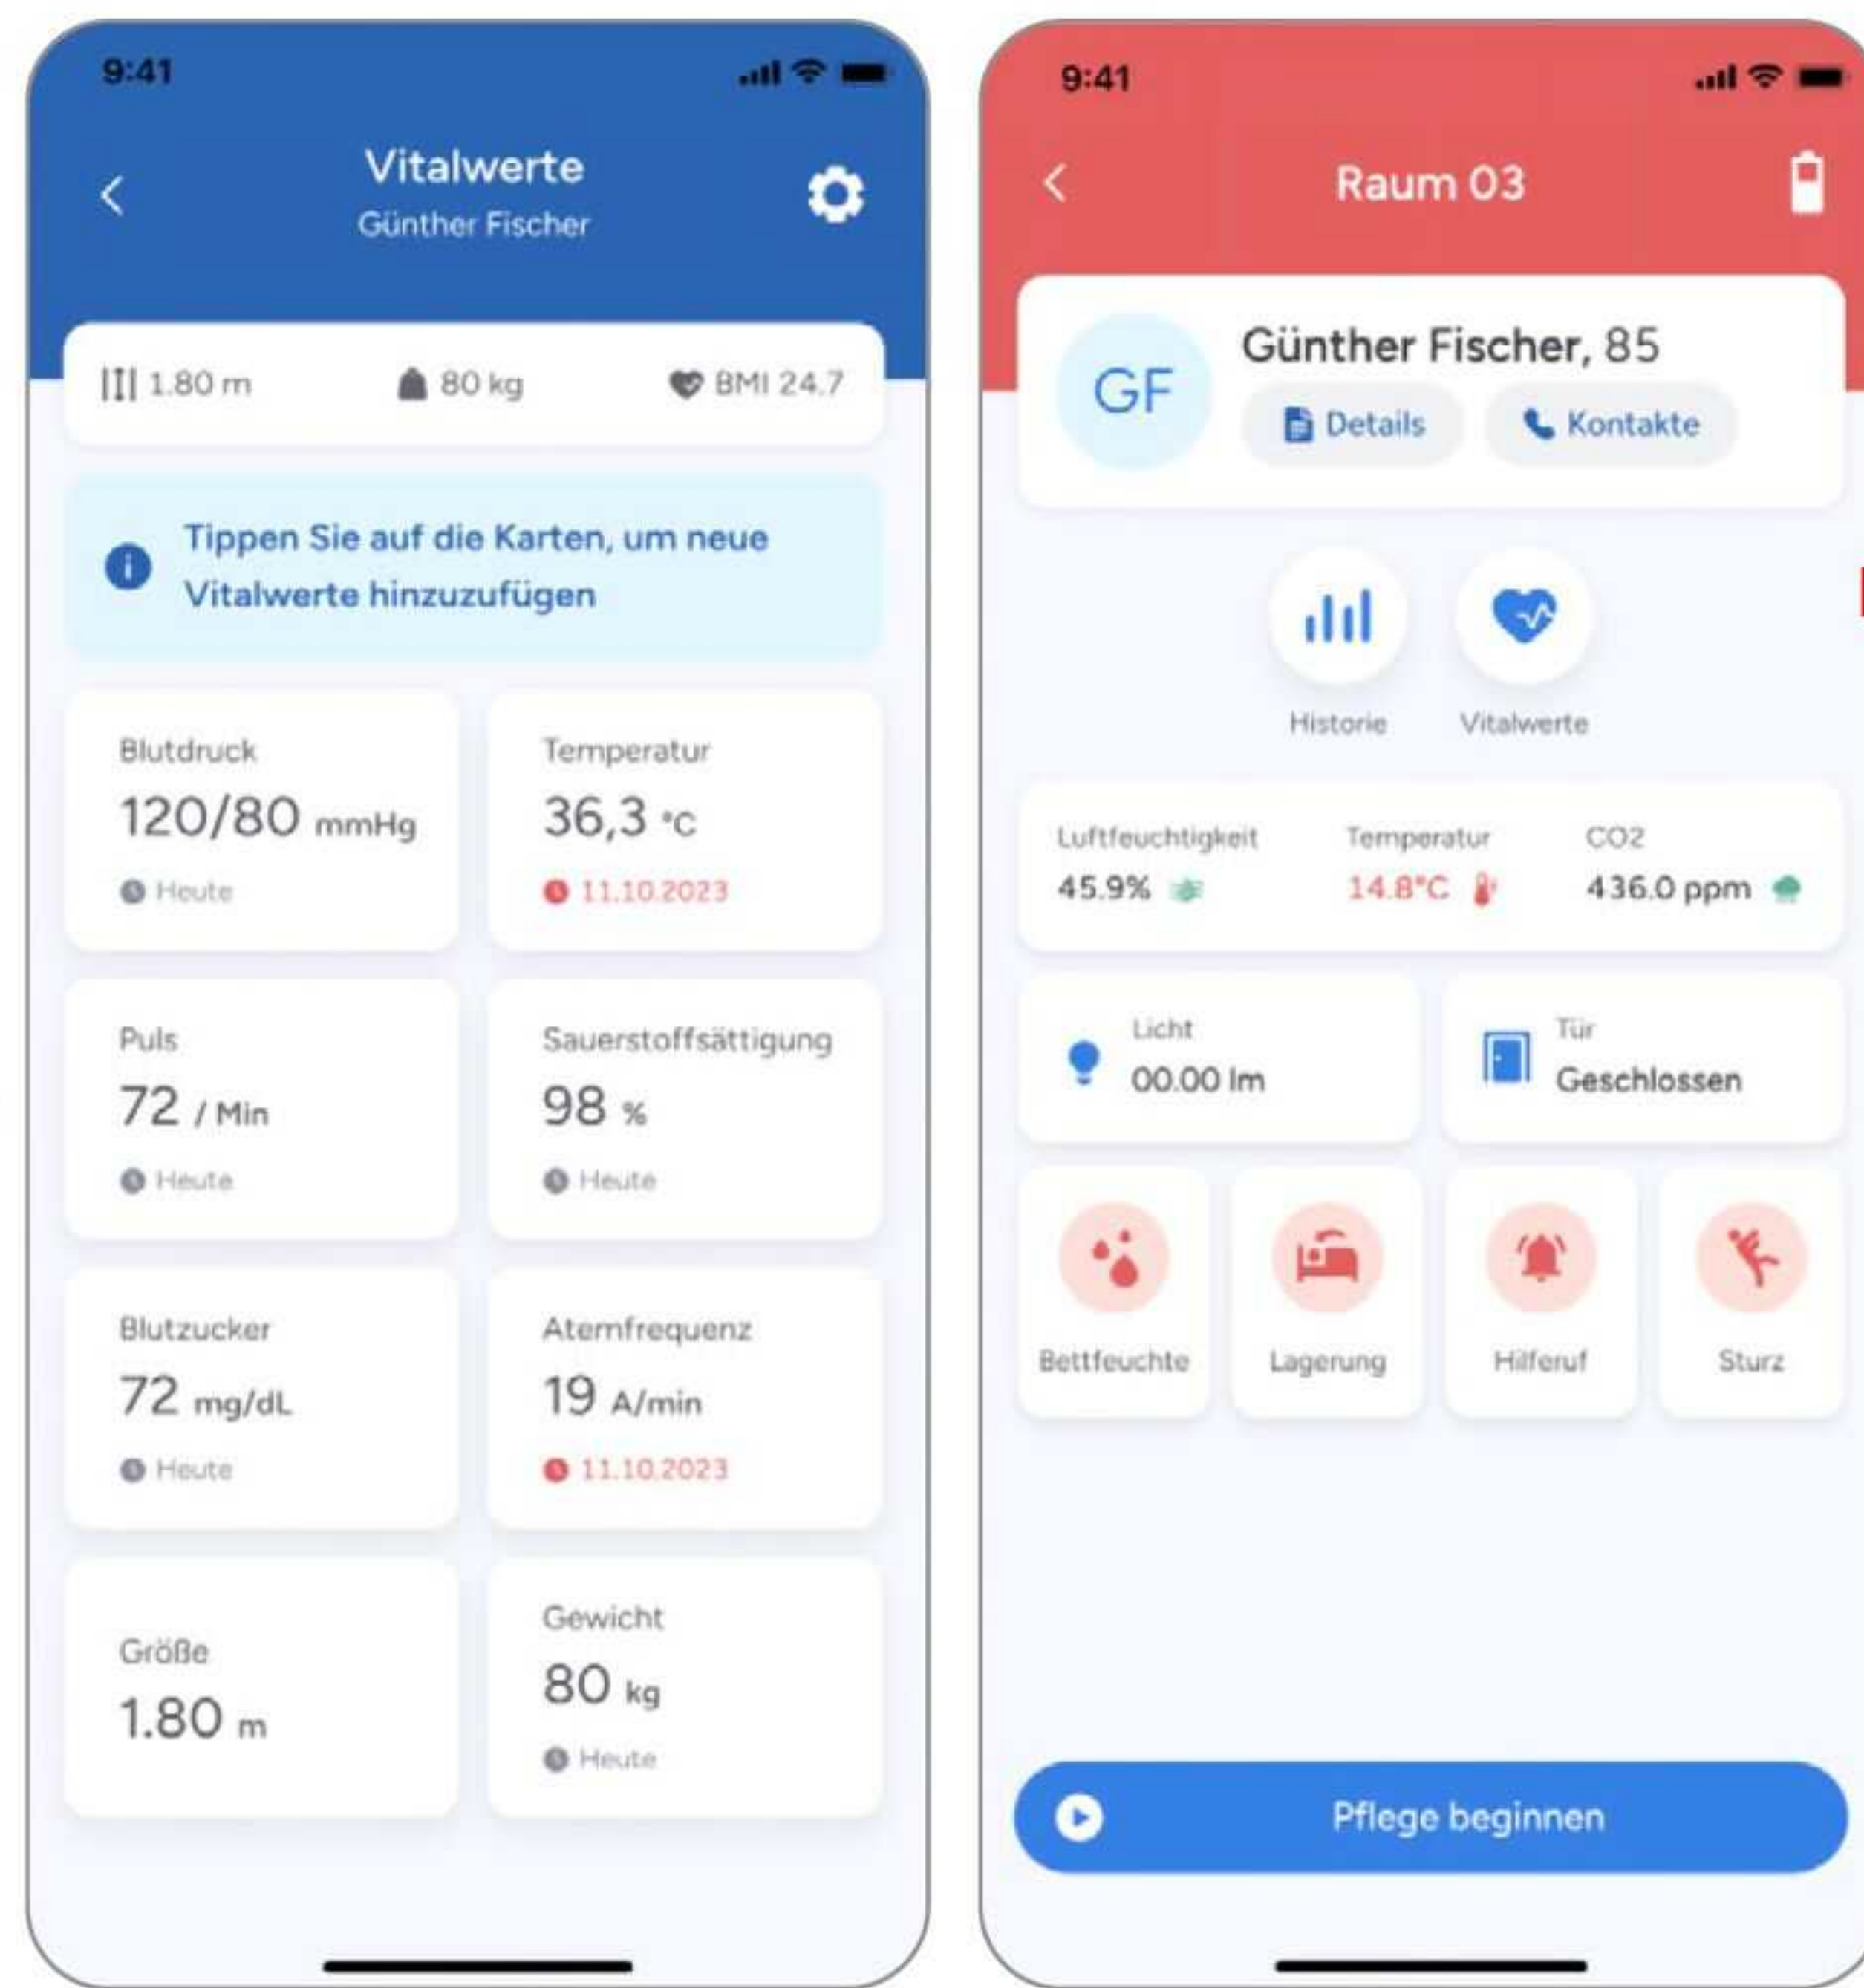 9:41
Vitalwerte
Günther Fischer
1.80 m
80 kg
BMI 24.7
Tippen Sie auf die Karten, um neue
Vitalwerte hinzuzufügen
Blutdruck
120/80 mmHg
Heute
Temperatur
36,3 °C
11.10.2023
Puls
72 / Min
Heute
Sauerstoffsättigung
98 %
Heute
Blutzucker
72 mg/dL
Heute
Atemfrequenz
19 A/min
11.10.2023
Größe
1.80 m
Gewicht
80 kg
Heute
9:41
Raum 03
GF
Günther Fischer, 85
Details
Kontakte
Historie
Vitalwerte
Luftfeuchtigkeit
45.9%
Temperatur
14.8°C
CO2
436.0 ppm
Licht
00.00 lm
Tür
Geschlossen
Bettfeuchte
Lagerung
Hilferuf
Sturz
Pflege beginnen